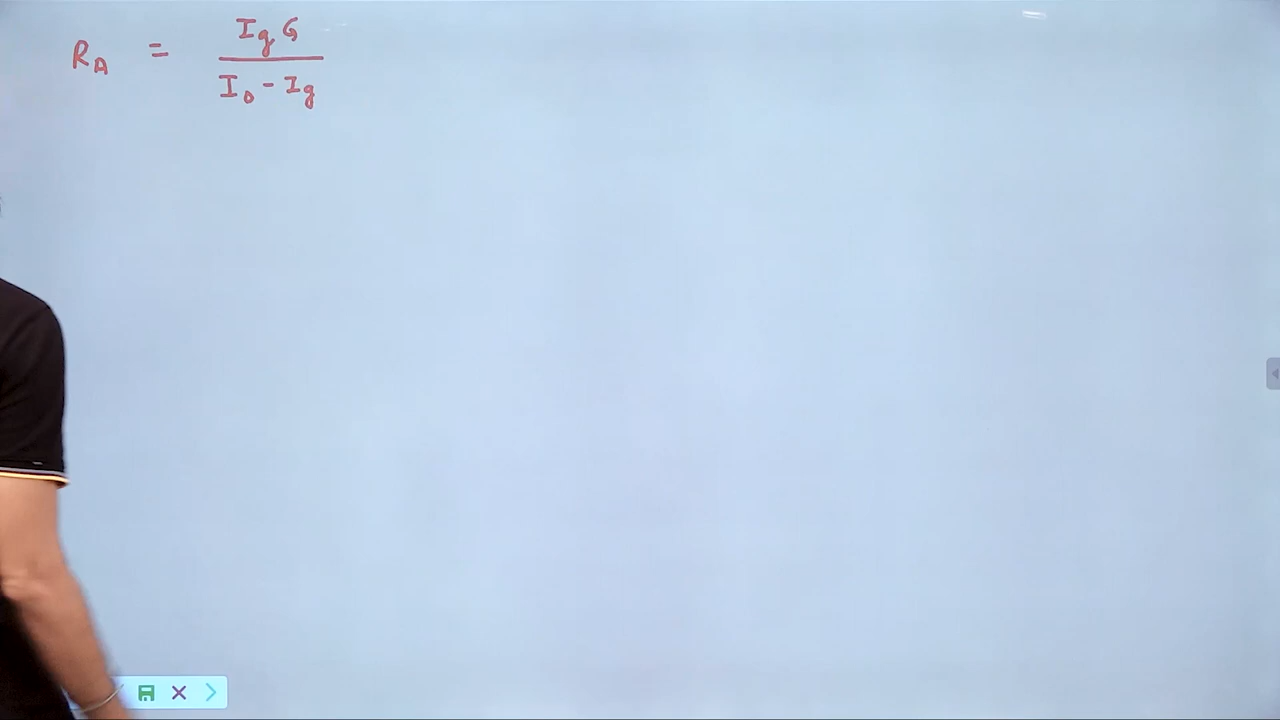 R_A = I_g G / (I_0 - I_g)